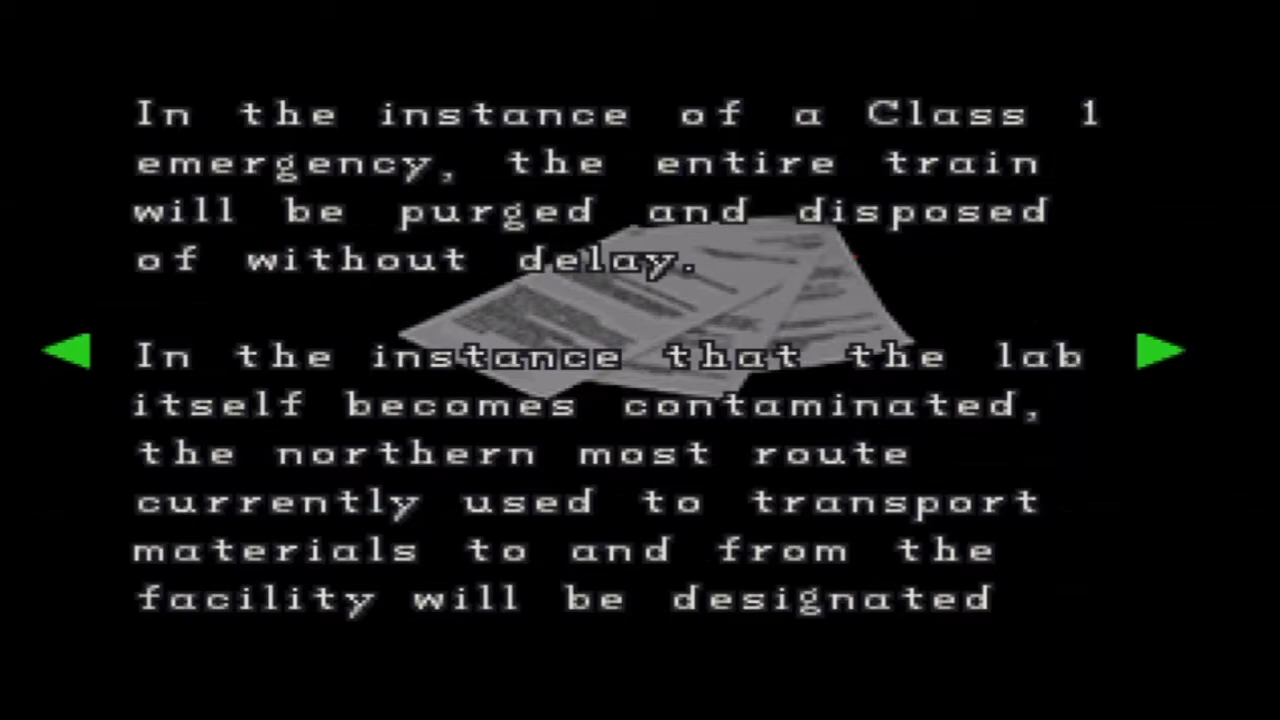 In the instance of a Class 1
emergency, the entire train
will be purged and disposed
of without delay.
In the instance that the lab
itself becomes contaminated,
the northern most route
currently used to transport
materials to and from the
facility will be designated